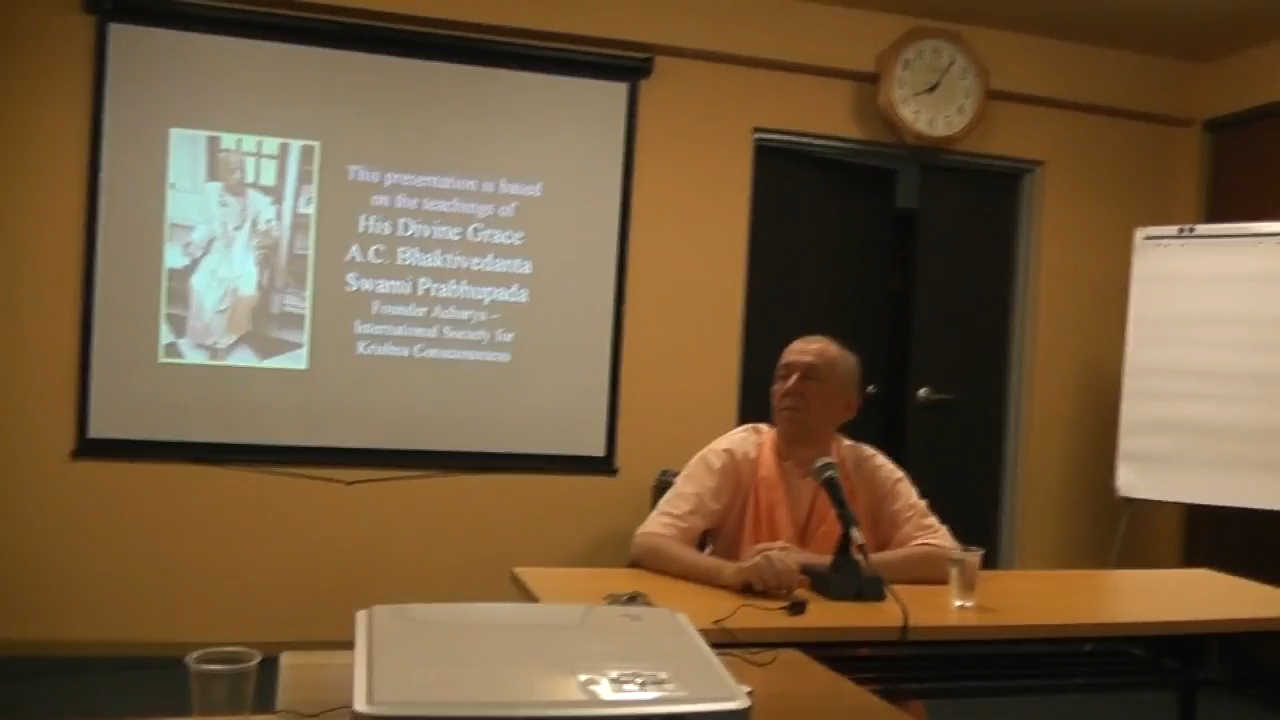 This presentation is based
on the teachings of
His Divine Grace
A.C. Bhaktivedanta
Swami Prabhupada
Founder Acharya –
International Society for
Krishna Consciousness